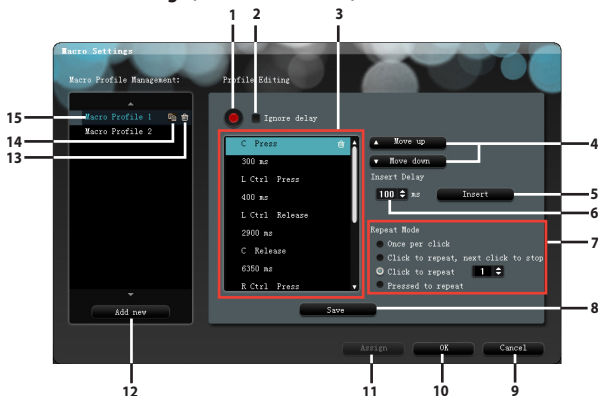 1 2 3
Macro Settings
Macro Profile Management:
Profile Editing
Ignore delay
15 Macro Profile 1
14
Macro Profile 2
13
C Press
300 ms
L Ctrl Press
400 ms
L Ctrl Release
2900 ms
C Release
6350 ms
R Ctrl Press
Move up
Move down
4
Insert Delay
100 ms Insert 5
6
Repeat Mode
7
Once per click
Click to repeat, next click to stop
Click to repeat 1
Pressed to repeat
Add new
Save 8
Assign OK Cancel
12 11 10 9